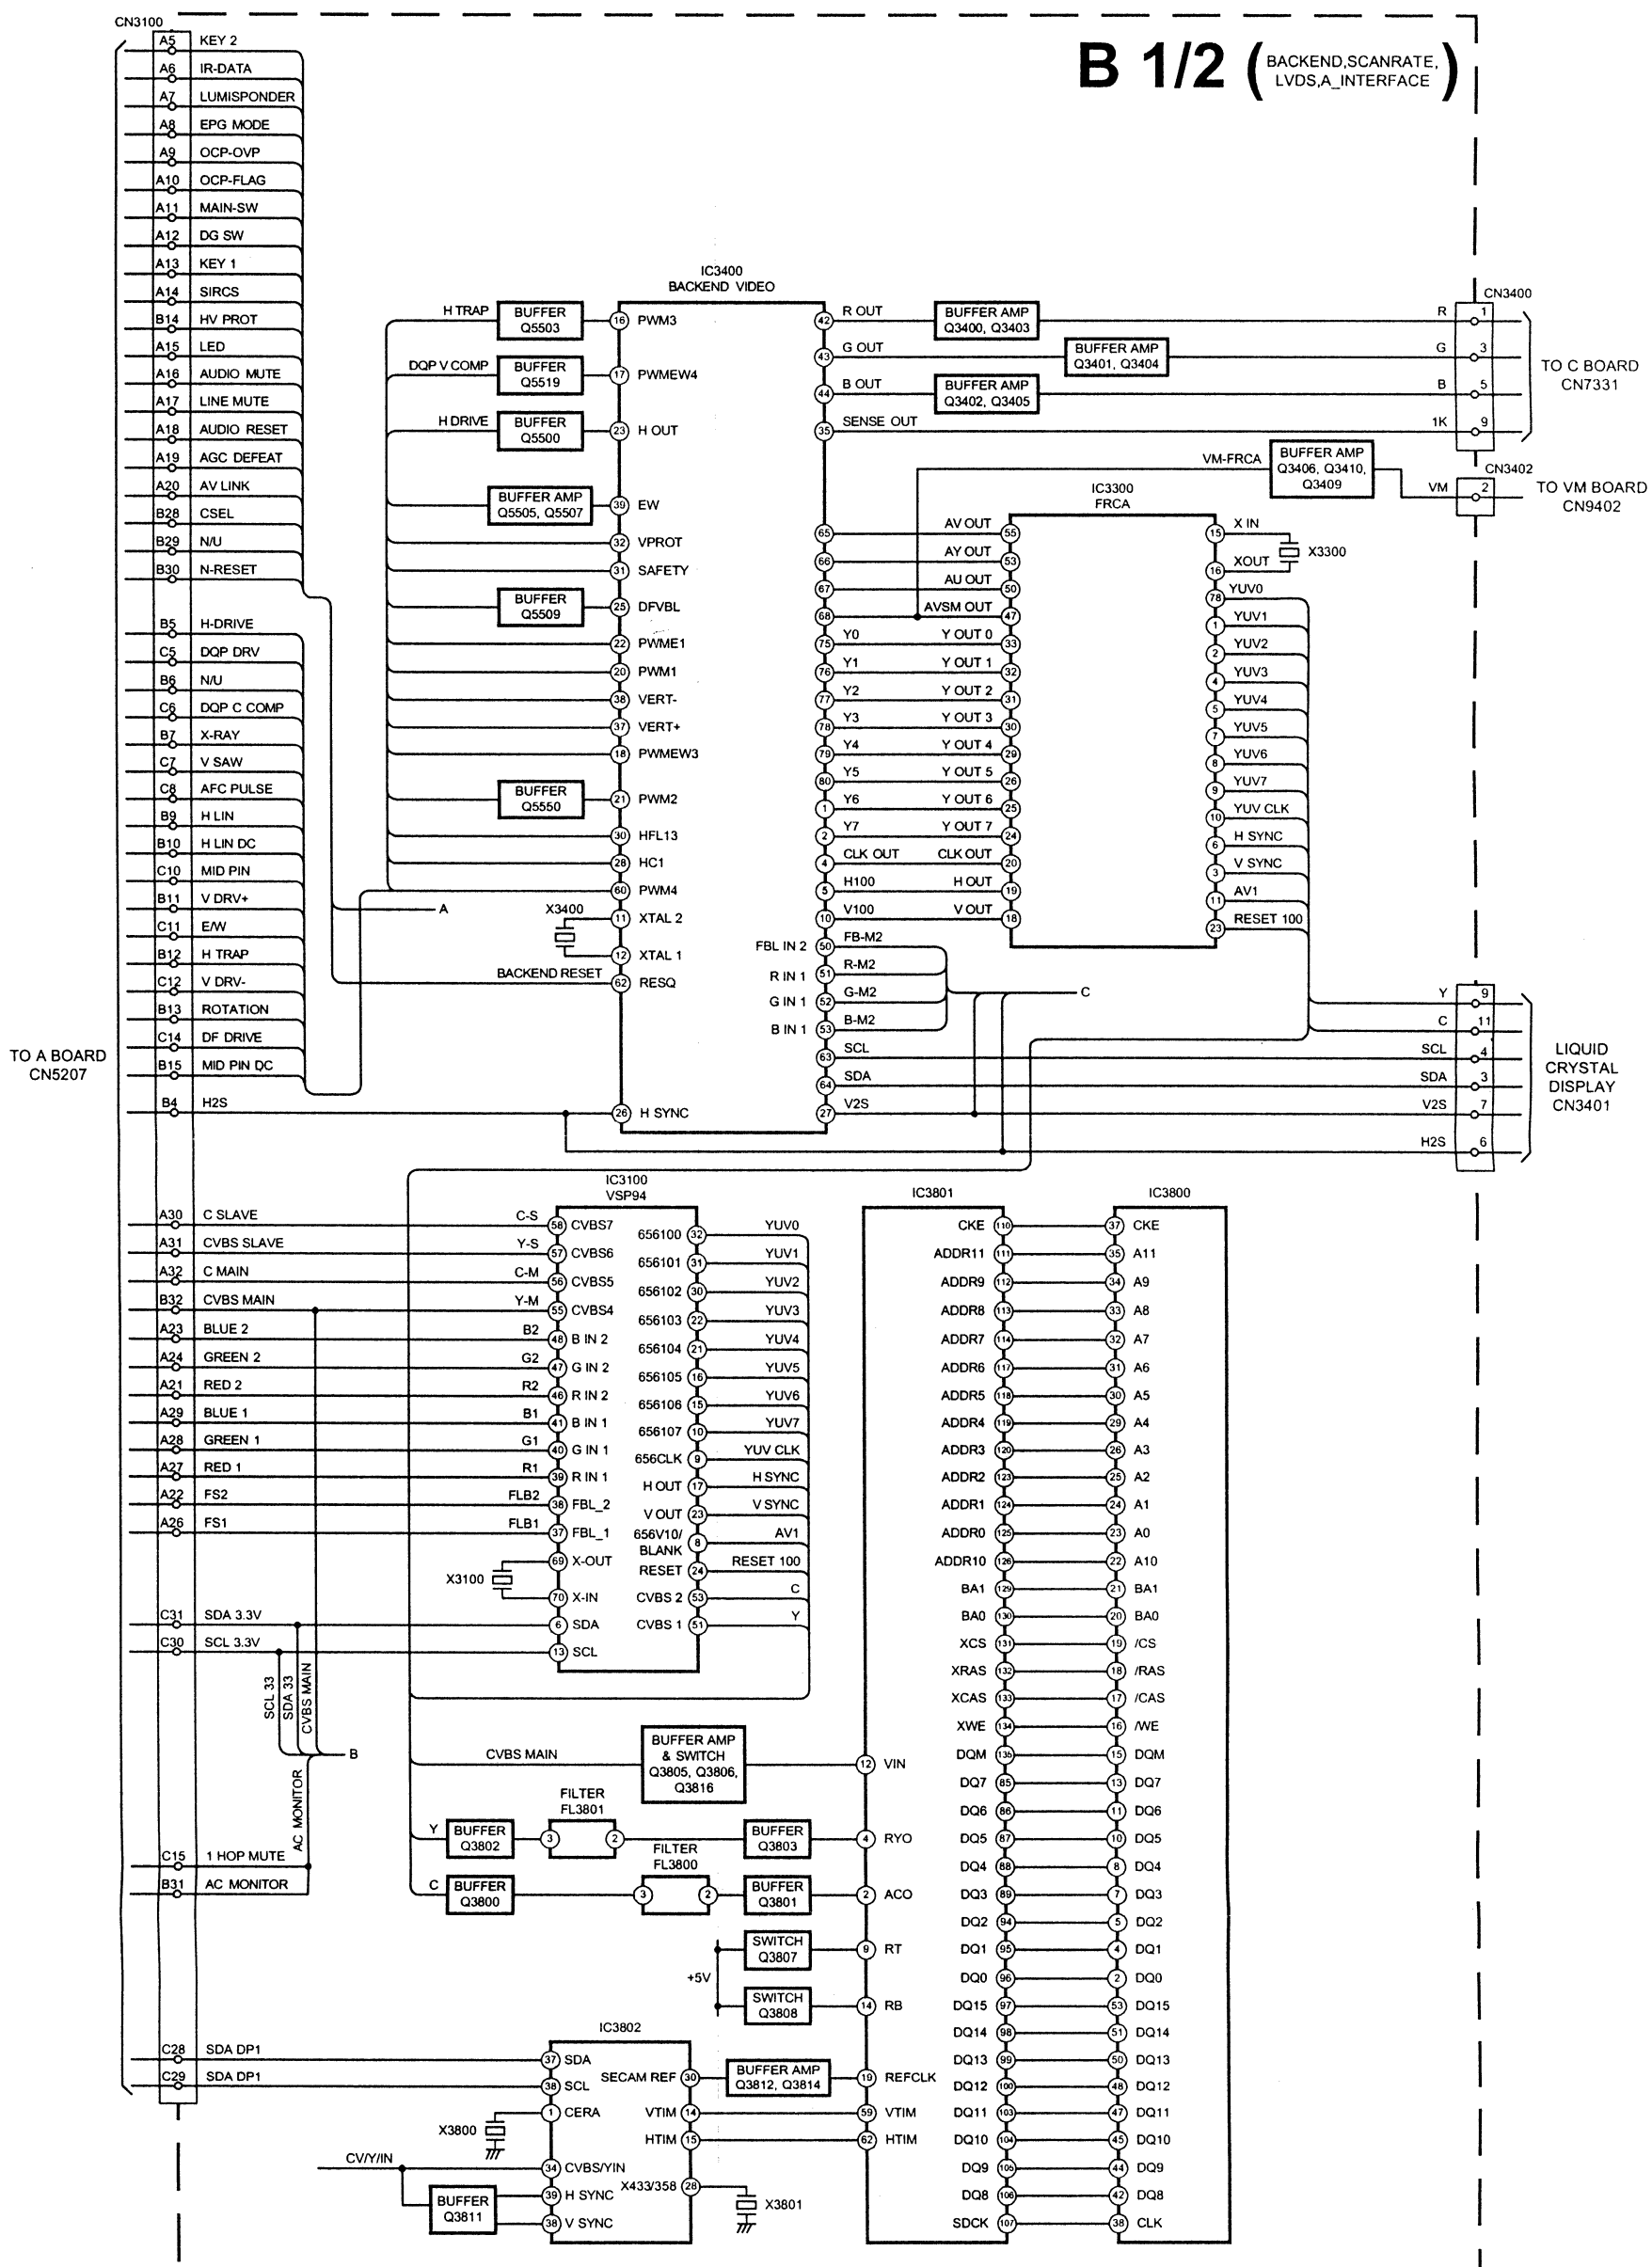 B 1/2 ( BACKEND,SCANRATE,
LVDS,A_INTERFACE )
CN3100
A5 KEY 2
A6 IR-DATA
A7 LUMISPONDER
A8 EPG MODE
A9 OCP-OVP
A10 OCP-FLAG
A11 MAIN-SW
A12 DG SW
A13 KEY 1
A14 SIRCS
B14 HV PROT
A15 LED
A16 AUDIO MUTE
A17 LINE MUTE
A18 AUDIO RESET
A19 AGC DEFEAT
A20 AV LINK
B28 CSEL
B29 N/U
B30 N-RESET
B5 H-DRIVE
C5 DQP DRV
B6 N/U
C6 DQP C COMP
B7 X-RAY
C7 V SAW
C8 AFC PULSE
B9 H LIN
B10 H LIN DC
C10 MID PIN
B11 V DRV+
C11 E/W
B12 H TRAP
C12 V DRV-
B13 ROTATION
C14 DF DRIVE
B15 MID PIN DC
B4 H2S
TO A BOARD
CN5207
A
BACKEND RESET
IC3400
BACKEND VIDEO
H TRAP BUFFER Q5503 16 PWM3
DQP V COMP BUFFER Q5519 17 PWMEW4
H DRIVE BUFFER Q5500 23 H OUT
BUFFER AMP Q5505, Q5507 39 EW
32 VPROT
31 SAFETY
BUFFER Q5509 25 DFVBL
22 PWME1
20 PWM1
38 VERT-
37 VERT+
18 PWMEW3
BUFFER Q5550 21 PWM2
30 HFL13
28 HC1
60 PWM4
X3400
11 XTAL 2
12 XTAL 1
62 RESQ
26 H SYNC
42 R OUT BUFFER AMP Q3400, Q3403 R 1
43 G OUT BUFFER AMP Q3401, Q3404 G 3
44 B OUT BUFFER AMP Q3402, Q3405 B 5
35 SENSE OUT 1K 9
CN3400
TO C BOARD
CN7331
VM-FRCA BUFFER AMP Q3406, Q3410, Q3409 VM 2
CN3402
TO VM BOARD
CN9402
IC3300
FRCA
65 AV OUT 55
66 AY OUT 53
67 AU OUT 50
68 AVSM OUT 47
75 Y0 Y OUT 0 33
76 Y1 Y OUT 1 32
77 Y2 Y OUT 2 31
78 Y3 Y OUT 3 30
79 Y4 Y OUT 4 29
80 Y5 Y OUT 5 26
1 Y6 Y OUT 6 25
2 Y7 Y OUT 7 24
4 CLK OUT CLK OUT 20
5 H100 H OUT 19
10 V100 V OUT 18
FBL IN 2 50 FB-M2
R IN 1 51 R-M2
G IN 1 52 G-M2
B IN 1 53 B-M2
C
63 SCL
64 SDA
27 V2S
15 X IN
X3300
16 XOUT
78 YUV0
1 YUV1
2 YUV2
4 YUV3
5 YUV4
7 YUV5
8 YUV6
9 YUV7
10 YUV CLK
6 H SYNC
3 V SYNC
11 AV1
23 RESET 100
Y 9
C 11
SCL 4
SDA 3
V2S 7
H2S 6
LIQUID
CRYSTAL
DISPLAY
CN3401
A30 C SLAVE C-S 58 CVBS7
A31 CVBS SLAVE Y-S 57 CVBS6
A32 C MAIN C-M 56 CVBS5
B32 CVBS MAIN Y-M 55 CVBS4
A23 BLUE 2 B2 48 B IN 2
A24 GREEN 2 G2 47 G IN 2
A21 RED 2 R2 46 R IN 2
A29 BLUE 1 B1 41 B IN 1
A28 GREEN 1 G1 40 G IN 1
A27 RED 1 R1 39 R IN 1
A22 FS2 FLB2 38 FBL_2
A26 FS1 FLB1 37 FBL_1
X3100
69 X-OUT
70 X-IN
C31 SDA 3.3V 6 SDA
C30 SCL 3.3V 13 SCL
IC3100
VSP94
656100 32 YUV0
656101 31 YUV1
656102 30 YUV2
656103 22 YUV3
656104 21 YUV4
656105 16 YUV5
656106 15 YUV6
656107 10 YUV7
656CLK 9 YUV CLK
H OUT 17 H SYNC
V OUT 23 V SYNC
656V10/
BLANK 8 AV1
RESET 24 RESET 100
CVBS 2 53 C
CVBS 1 51 Y
SCL 33
SDA 33
CVBS MAIN
B
AC MONITOR
C15 1 HOP MUTE
B31 AC MONITOR
CVBS MAIN BUFFER AMP & SWITCH Q3805, Q3806, Q3816 12 VIN
FILTER
FL3801
Y BUFFER Q3802 3 2 BUFFER Q3803 4 RYO
FILTER
FL3800
C BUFFER Q3800 3 2 BUFFER Q3801 2 ACO
SWITCH Q3807 9 RT
+5V
SWITCH Q3808 14 RB
IC3802
C28 SDA DP1 37 SDA
C29 SDA DP1 38 SCL
X3800 1 CERA
CV/Y/IN 34 CVBS/YIN
BUFFER Q3811 39 H SYNC
38 V SYNC
SECAM REF 30 BUFFER AMP Q3812, Q3814 19 REFCLK
VTIM 14 59 VTIM
HTIM 15 62 HTIM
X433/358 28 X3801
IC3801
IC3800
CKE 110 37 CKE
ADDR11 111 35 A11
ADDR9 112 34 A9
ADDR8 113 33 A8
ADDR7 114 32 A7
ADDR6 117 31 A6
ADDR5 118 30 A5
ADDR4 119 29 A4
ADDR3 120 26 A3
ADDR2 123 25 A2
ADDR1 124 24 A1
ADDR0 125 23 A0
ADDR10 126 22 A10
BA1 129 21 BA1
BA0 130 20 BA0
XCS 131 19 /CS
XRAS 132 18 /RAS
XCAS 133 17 /CAS
XWE 134 16 /WE
DQM 135 15 DQM
DQ7 85 13 DQ7
DQ6 86 11 DQ6
DQ5 87 10 DQ5
DQ4 88 8 DQ4
DQ3 89 7 DQ3
DQ2 94 5 DQ2
DQ1 95 4 DQ1
DQ0 96 2 DQ0
DQ15 97 53 DQ15
DQ14 98 51 DQ14
DQ13 99 50 DQ13
DQ12 100 48 DQ12
DQ11 103 47 DQ11
DQ10 104 45 DQ10
DQ9 105 44 DQ9
DQ8 106 42 DQ8
SDCK 107 38 CLK